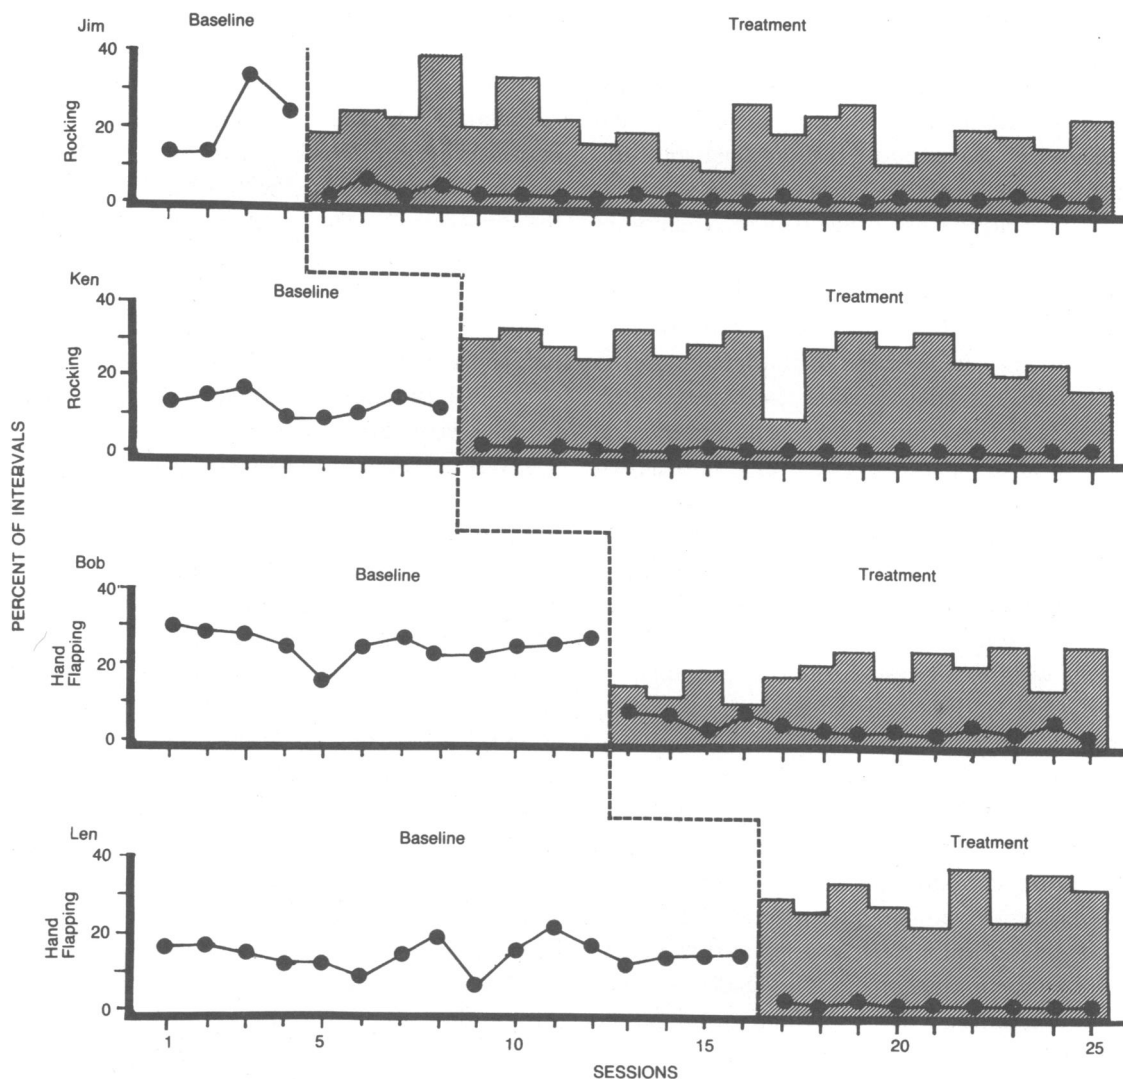 Jim
Baseline
Treatment
40
20
0
Rocking
Ken
Baseline
Treatment
40
20
0
Rocking
PERCENT OF INTERVALS
Bob
Baseline
Treatment
40
20
0
Hand
Flapping
Len
Baseline
Treatment
40
20
0
Hand
Flapping
1 5 10 15 20 25
SESSIONS